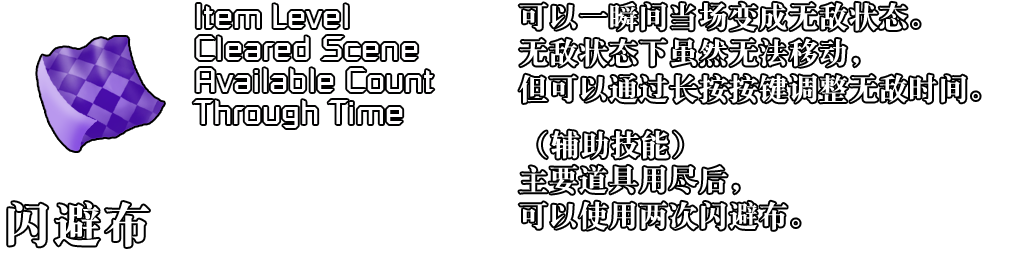 Item Level
Cleared Scene
Available Count
Through Time
闪避布
可以一瞬间当场变成无敌状态。
无敌状态下虽然无法移动，
但可以通过长按按键调整无敌时间。
（辅助技能）
主要道具用尽后，
可以使用两次闪避布。